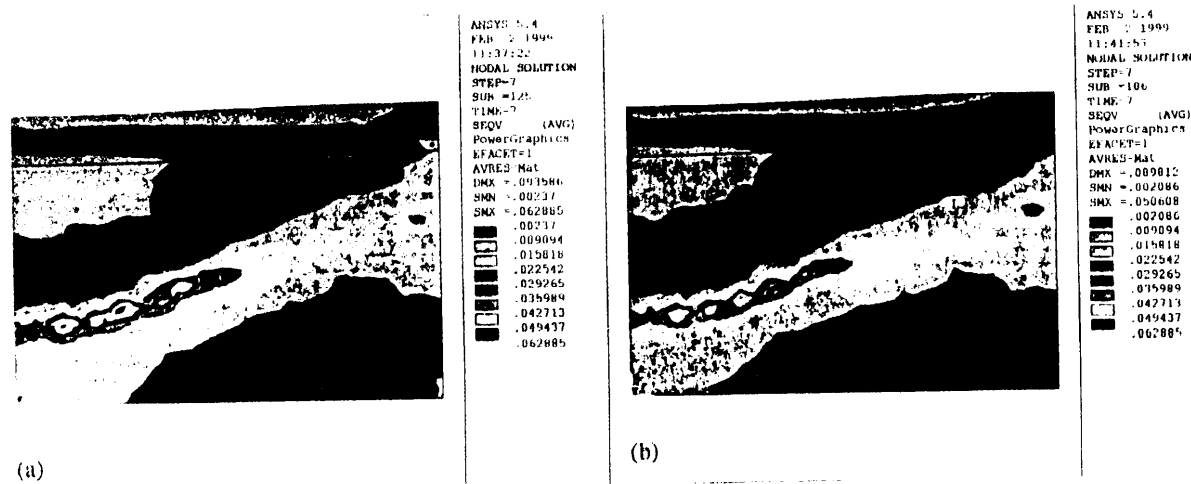 ANSYS 5.4
FEB 2 1999
11:37:22
NODAL SOLUTION
STEP=7
SUB =125
TIME=7
SEQV (AVG)
PowerGraphics
EFACET=1
AVRES=Mat
DMX =.093586
SMN =.00237
SMX =.062885
.00237
.009094
.015818
.022542
.029265
.035989
.042713
.049437
.062885
(a)
ANSYS 5.4
FEB 2 1999
11:41:53
NODAL SOLUTION
STEP=7
SUB =106
TIME=7
SEQV (AVG)
PowerGraphics
EFACET=1
AVRES=Mat
DMX =.089812
SMN =.002086
SMX =.050608
.002086
.009094
.015818
.022542
.029265
.035989
.042713
.049437
.062885
(b)